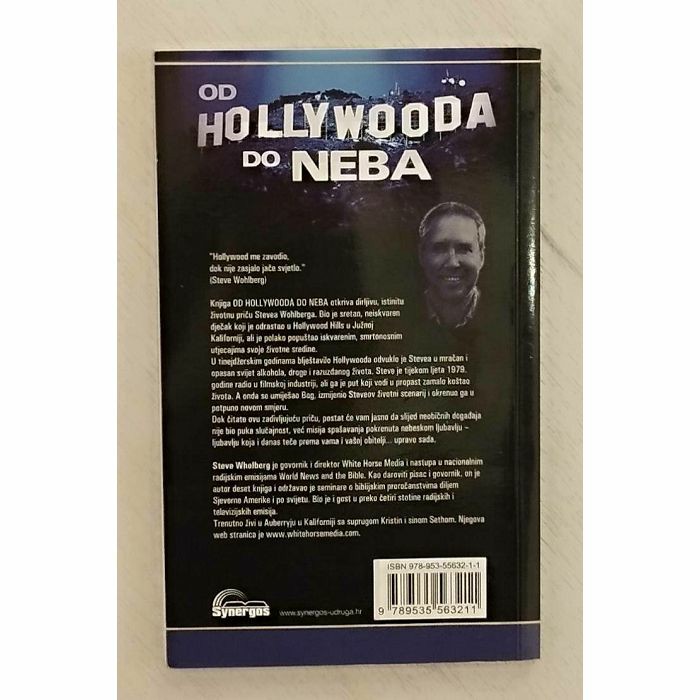 OD
HOLLYWOODA
DO NEBA
"Hollywood me zavodio,
dok nije zasjalo jače svjetlo."
(Steve Wohlberg)
Knjiga OD HOLLYWOODA DO NEBA otkriva dirljivu, istinitu
životnu priču Stevea Wohlberga. Bio je sretan, neiskvaren
dječak koji je odrastao u Hollywood Hills u Južnoj
Kaliforniji, ali je polako popuštao iskvarenim, smrtonosnim
utjecajima svoje životne sredine.
U tinejdžerskim godinama blještavilo Hollywooda odvuklo je Stevea u mračan i
opasan svijet alkohola, droge i razuzdanog života. Steve je tijekom ljeta 1979.
godine radio u filmskoj industriji, ali ga je put koji vodi u propast zamalo koštao
života. A onda se umiješao Bog, izmijenio Steveov životni scenarij i okrenuo ga u
potpuno novom smjeru.
Dok čitate ovu zadivljujuću priču, postat će vam jasno da slijed neobičnih događaja
nije bio puka slučajnost, već misija spašavanja pokrenuta nebeskom ljubavlju –
ljubavlju koja i danas teče prema vama i vašoj obitelji... upravo sada.
Steve Wholberg je govornik i direktor White Horse Media i nastupa u nacionalnim
radijskim emisijama World News and the Bible. Kao daroviti pisac i govornik, on je
autor deset knjiga i održavao je seminare o biblijskim proročanstvima diljem
Sjeverne Amerike i po svijetu. Bio je i gost u preko četiri stotine radijskih i
televizijskih emisija.
Trenutno živi u Auberryju u Kaliforniji sa suprugom Kristin i sinom Sethom. Njegova
web stranica je www.whitehorsemedia.com.
ISBN 978-953-55632-1-1
9 789535 563211
Synergos
www.synergos-udruga.hr